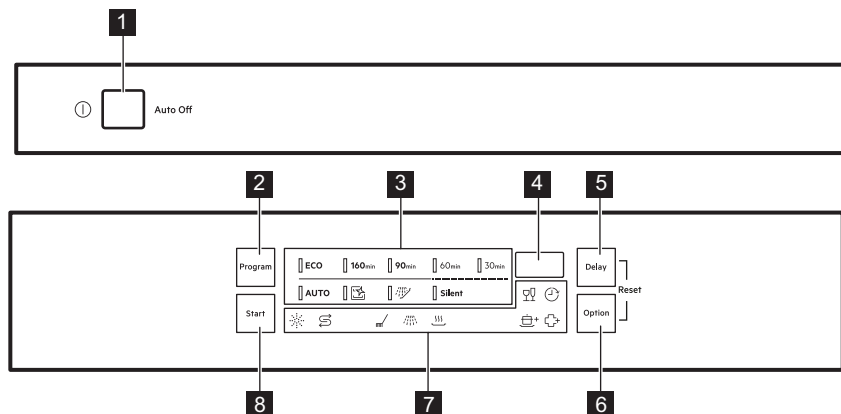 1
Auto Off
2
3
4
5
Program
ECO 160min 90min 60min 30min
Delay
Reset
AUTO Silent
Start
Option
8
7
6